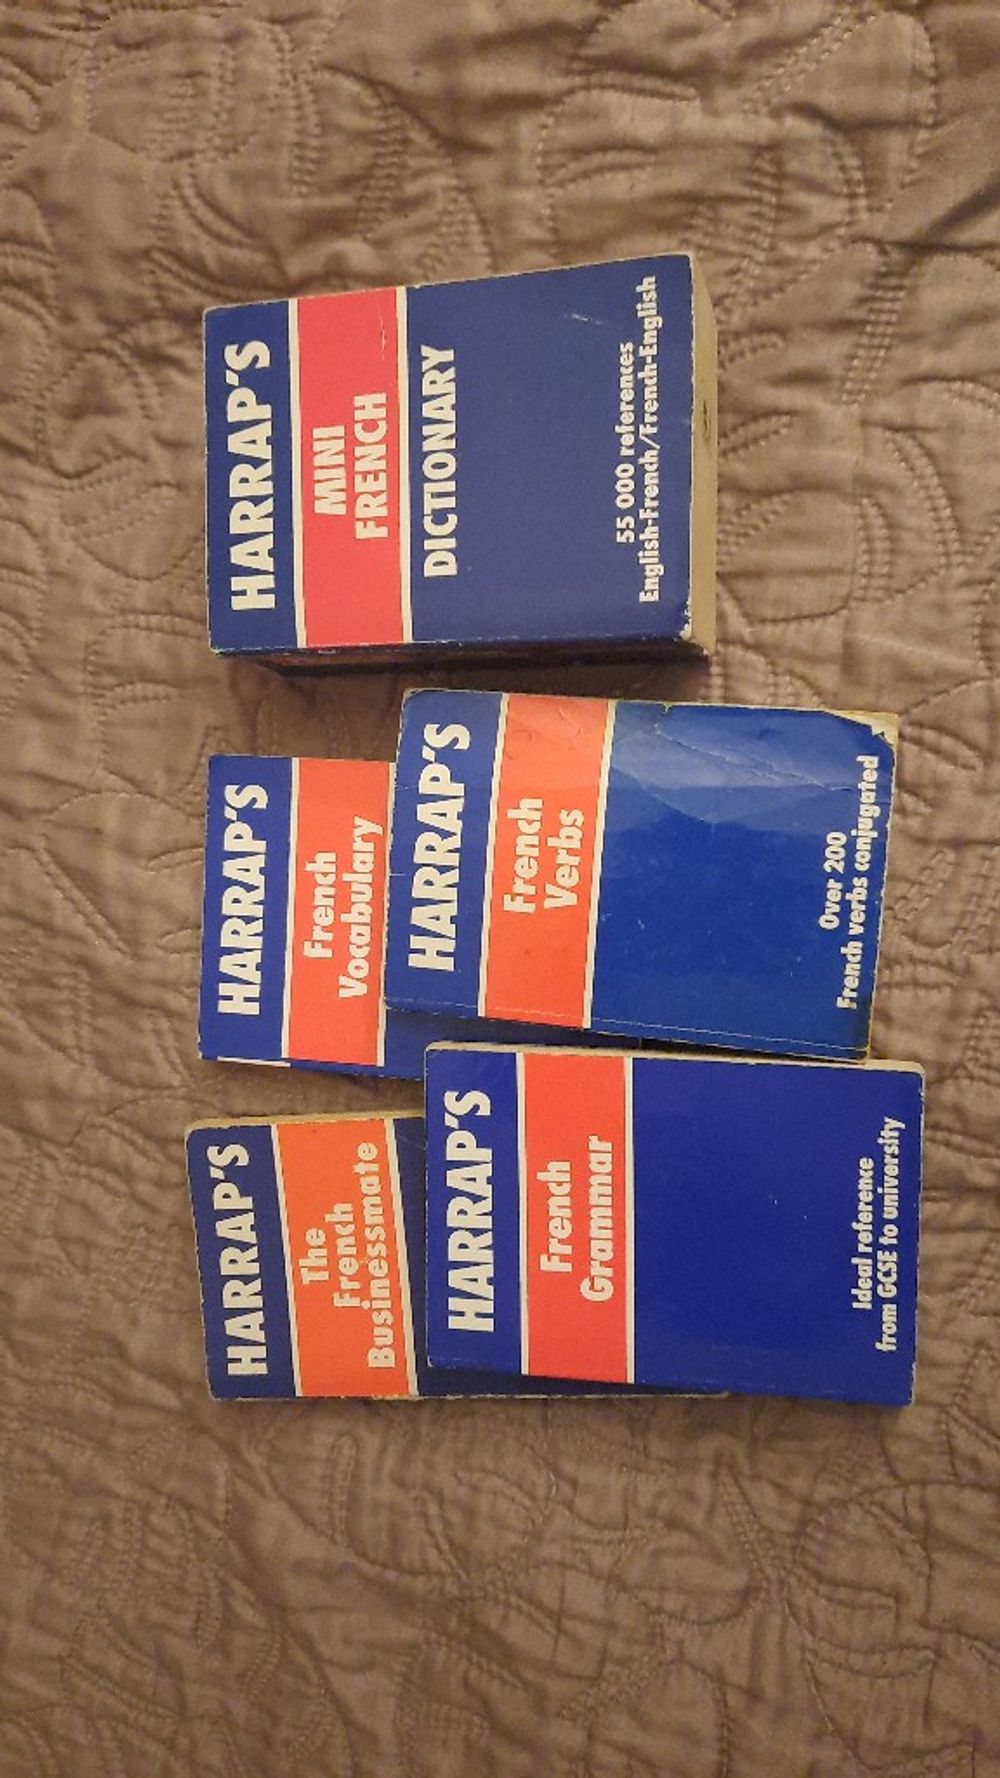 HARRAP'S
The
French
Businessmate
HARRAP'S
French
Grammar
Ideal reference
from GCSE to university
HARRAP'S
French
Vocabulary
HARRAP'S
French
Verbs
Over 200
French verbs conjugated
HARRAP'S
MINI
FRENCH
DICTIONARY
55 000 references
English-French/French-English